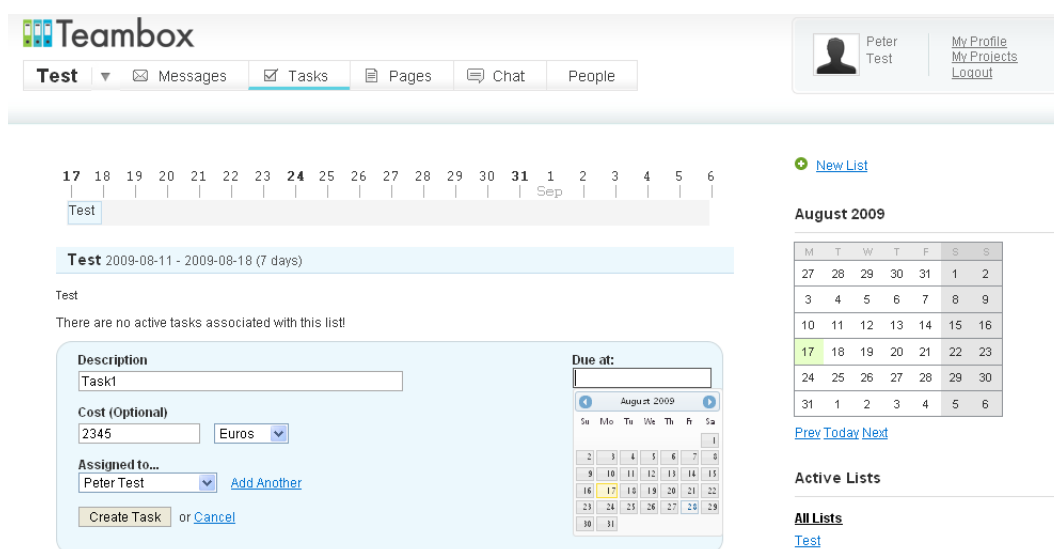 Teambox
Test ▼ Messages Tasks Pages Chat People
Peter Test
My Profile
My Projects
Logout
17 18 19 20 21 22 23 24 25 26 27 28 29 30 31 1 2 3 4 5 6
Sep
Test
Test 2009-08-11 - 2009-08-18 (7 days)
Test
There are no active tasks associated with this list!
Description
Task1
Cost (Optional)
2345 Euros
Assigned to...
Peter Test Add Another
Create Task or Cancel
Due at:
August 2009
Su Mo Tu We Th Fr Sa
1
2 3 4 5 6 7 8
9 10 11 12 13 14 15
16 17 18 19 20 21 22
23 24 25 26 27 28 29
30 31
New List
August 2009
M T W T F S S
27 28 29 30 31 1 2
3 4 5 6 7 8 9
10 11 12 13 14 15 16
17 18 19 20 21 22 23
24 25 26 27 28 29 30
31 1 2 3 4 5 6
Prev Today Next
Active Lists
All Lists
Test